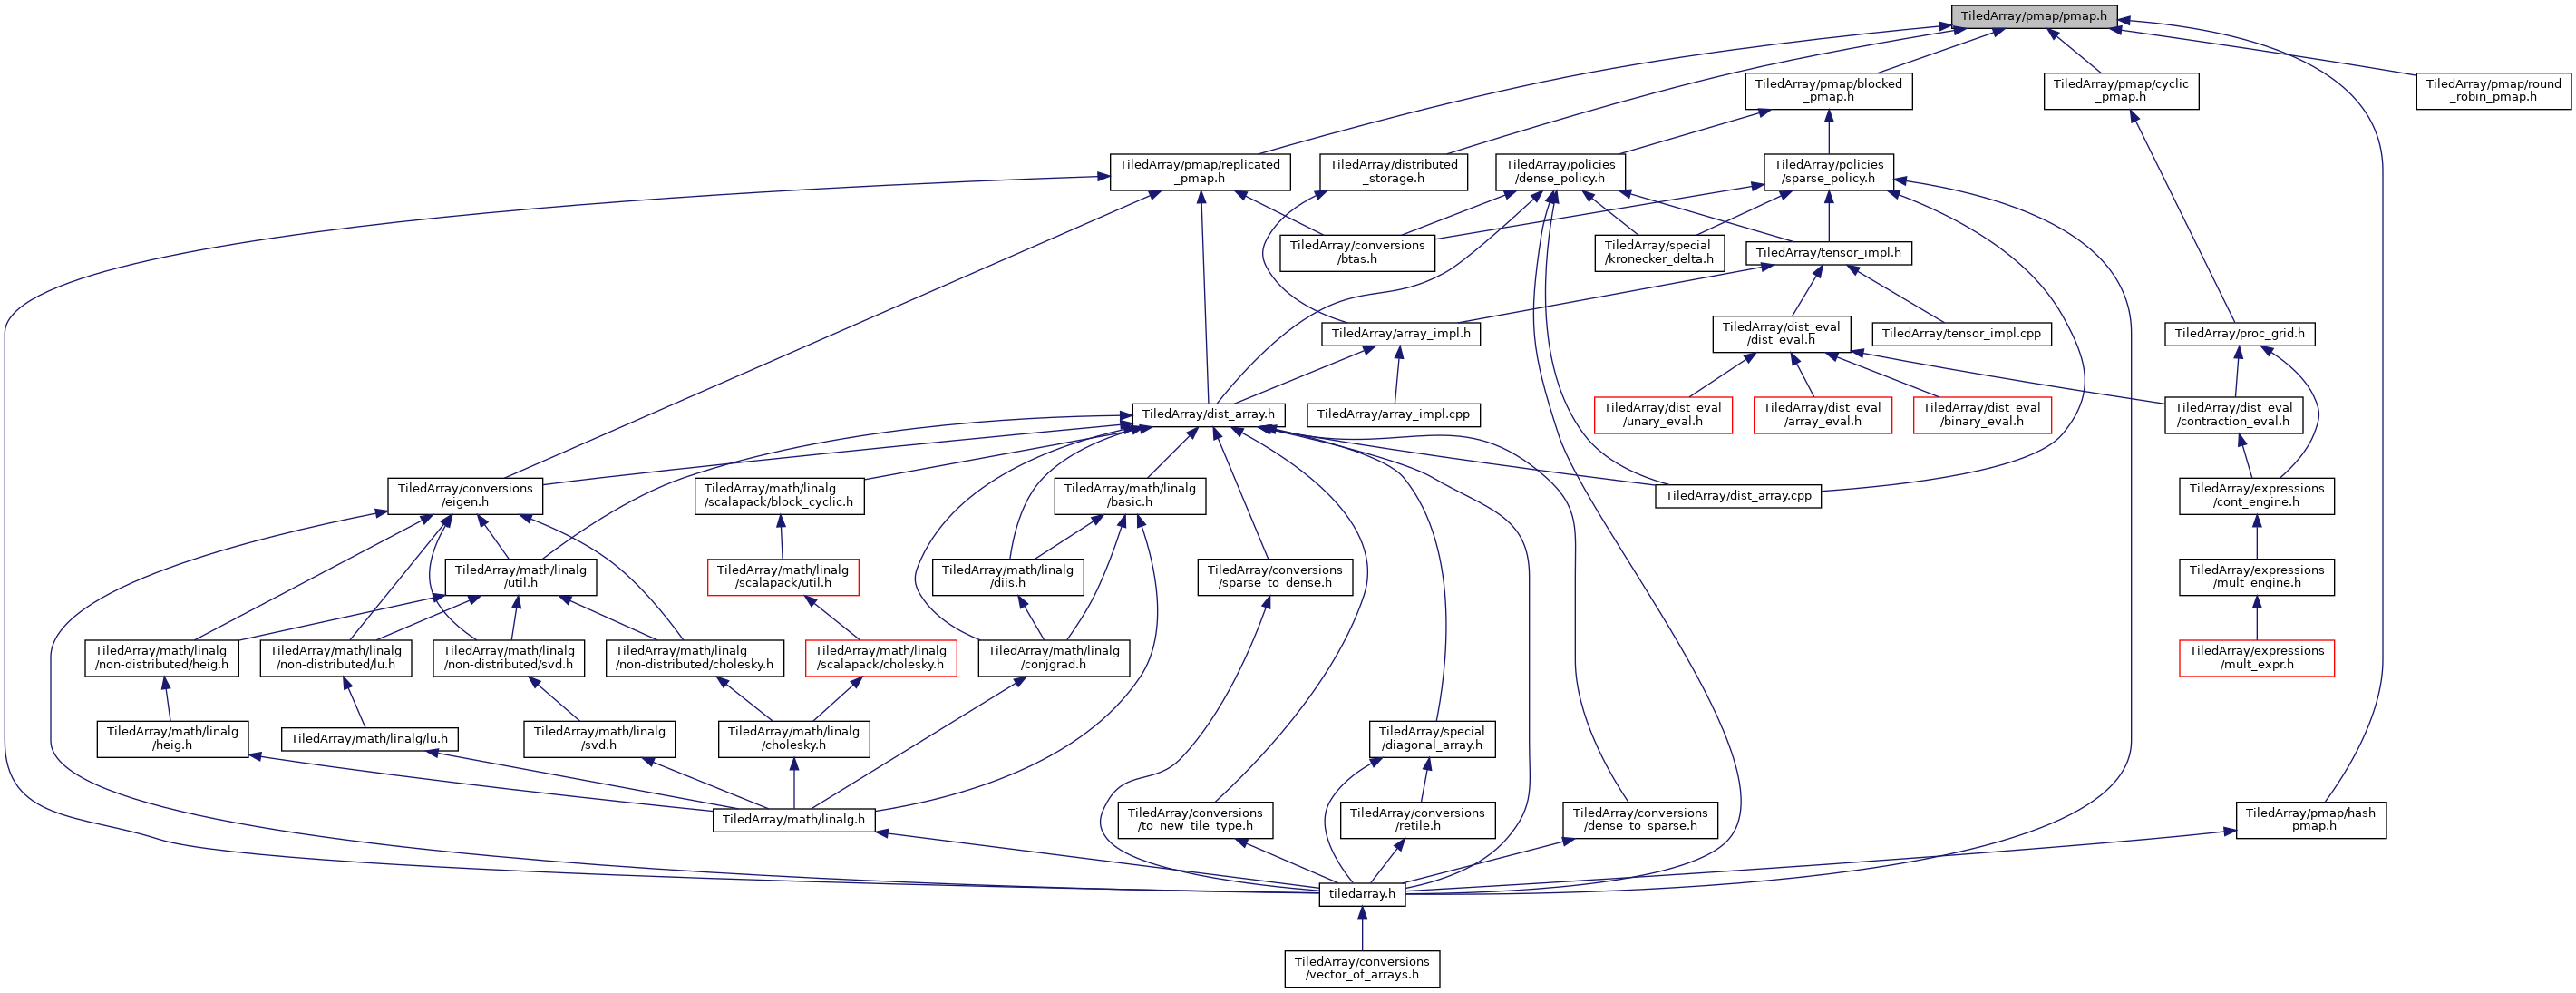 TiledArray/pmap/pmap.h
TiledArray/pmap/blocked
_pmap.h
TiledArray/pmap/cyclic
_pmap.h
TiledArray/pmap/round
_robin_pmap.h
TiledArray/pmap/replicated
_pmap.h
TiledArray/distributed
_storage.h
TiledArray/policies
/dense_policy.h
TiledArray/policies
/sparse_policy.h
TiledArray/conversions
/btas.h
TiledArray/special
/kronecker_delta.h
TiledArray/tensor_impl.h
TiledArray/array_impl.h
TiledArray/dist_eval
/dist_eval.h
TiledArray/tensor_impl.cpp
TiledArray/proc_grid.h
TiledArray/dist_array.h
TiledArray/array_impl.cpp
TiledArray/dist_eval
/unary_eval.h
TiledArray/dist_eval
/array_eval.h
TiledArray/dist_eval
/binary_eval.h
TiledArray/dist_eval
/contraction_eval.h
TiledArray/conversions
/eigen.h
TiledArray/math/linalg
/scalapack/block_cyclic.h
TiledArray/math/linalg
/basic.h
TiledArray/dist_array.cpp
TiledArray/expressions
/cont_engine.h
TiledArray/math/linalg
/util.h
TiledArray/math/linalg
/scalapack/util.h
TiledArray/math/linalg
/diis.h
TiledArray/conversions
/sparse_to_dense.h
TiledArray/expressions
/mult_engine.h
TiledArray/math/linalg
/non-distributed/heig.h
TiledArray/math/linalg
/non-distributed/lu.h
TiledArray/math/linalg
/non-distributed/svd.h
TiledArray/math/linalg
/non-distributed/cholesky.h
TiledArray/math/linalg
/scalapack/cholesky.h
TiledArray/math/linalg
/conjgrad.h
TiledArray/expressions
/mult_expr.h
TiledArray/math/linalg
/heig.h
TiledArray/math/linalg/lu.h
TiledArray/math/linalg
/svd.h
TiledArray/math/linalg
/cholesky.h
TiledArray/special
/diagonal_array.h
TiledArray/math/linalg.h
TiledArray/conversions
/to_new_tile_type.h
TiledArray/conversions
/retile.h
TiledArray/conversions
/dense_to_sparse.h
TiledArray/pmap/hash
_pmap.h
tiledarray.h
TiledArray/conversions
/vector_of_arrays.h